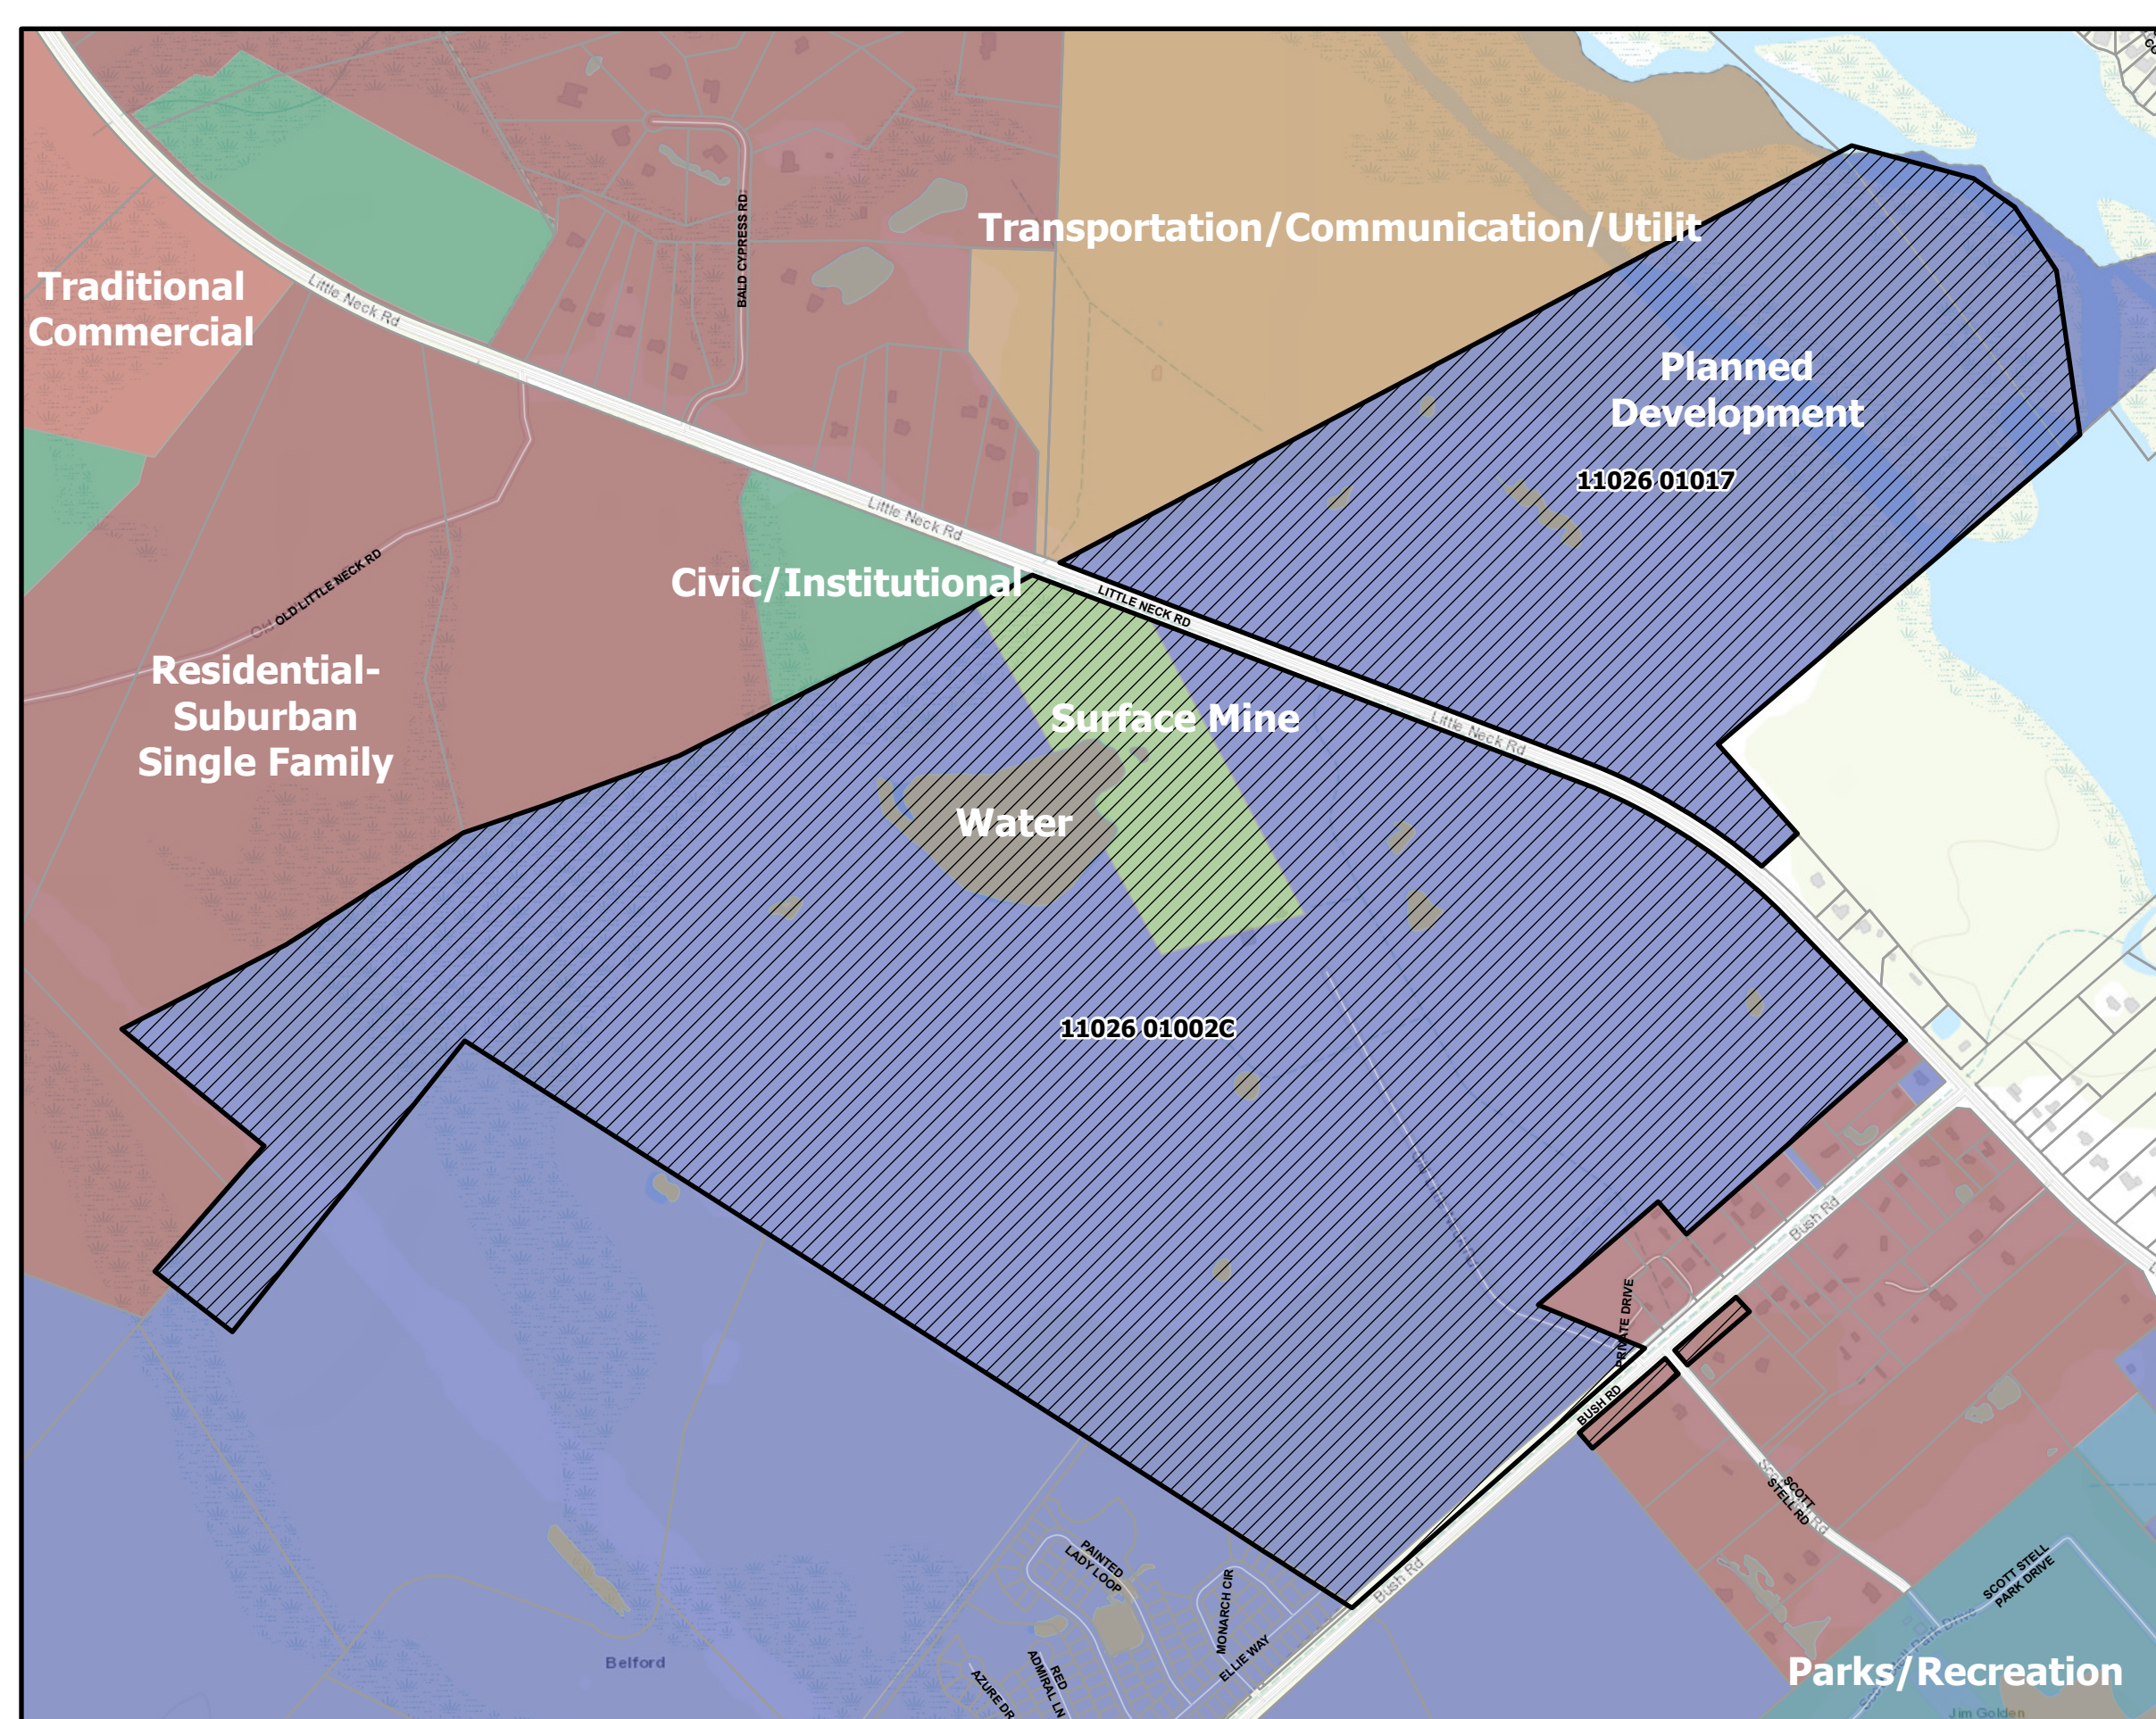 Traditional
Commercial
Little Neck Rd
BALD CYPRESS RD
Transportation/Communication/Utilit
Planned
Development
11026 01017
Little Neck Rd
Civic/Institutional
LITTLE NECK RD
OLD LITTLE NECK RD
Residential-
Suburban
Single Family
Surface Mine
Little Neck Rd
Water
11026 01002C
Bush Rd
PRIVATE DRIVE
BUSH RD
SCOTT
STELL RD
Bush Rd
PAINTED
LADY LOOP
MONARCH CIR
ELLIE WAY
RED
ADMIRAL LN
AZURE DR
Belford
SCOTT STELL
PARK DRIVE
Parks/Recreation
Jim Golden